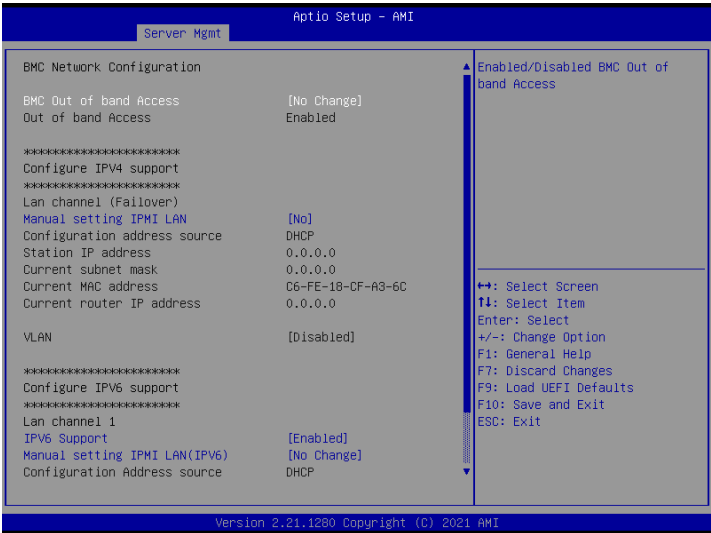 Aptio Setup - AMI
Server Mgmt
BMC Network Configuration
BMC Out of band Access [No Change]
Out of band Access Enabled
***********************
Configure IPV4 support
***********************
Lan channel (Failover)
Manual setting IPMI LAN [No]
Configuration address source DHCP
Station IP address 0.0.0.0
Current subnet mask 0.0.0.0
Current MAC address C6-FE-18-CF-A3-6C
Current router IP address 0.0.0.0
VLAN [Disabled]
***********************
Configure IPV6 support
***********************
Lan channel 1
IPV6 Support [Enabled]
Manual setting IPMI LAN(IPV6) [No Change]
Configuration Address source DHCP
Enabled/Disabled BMC Out of
band Access
↔: Select Screen
↑↓: Select Item
Enter: Select
+/-: Change Option
F1: General Help
F7: Discard Changes
F9: Load UEFI Defaults
F10: Save and Exit
ESC: Exit
Version 2.21.1280 Copyright (C) 2021 AMI